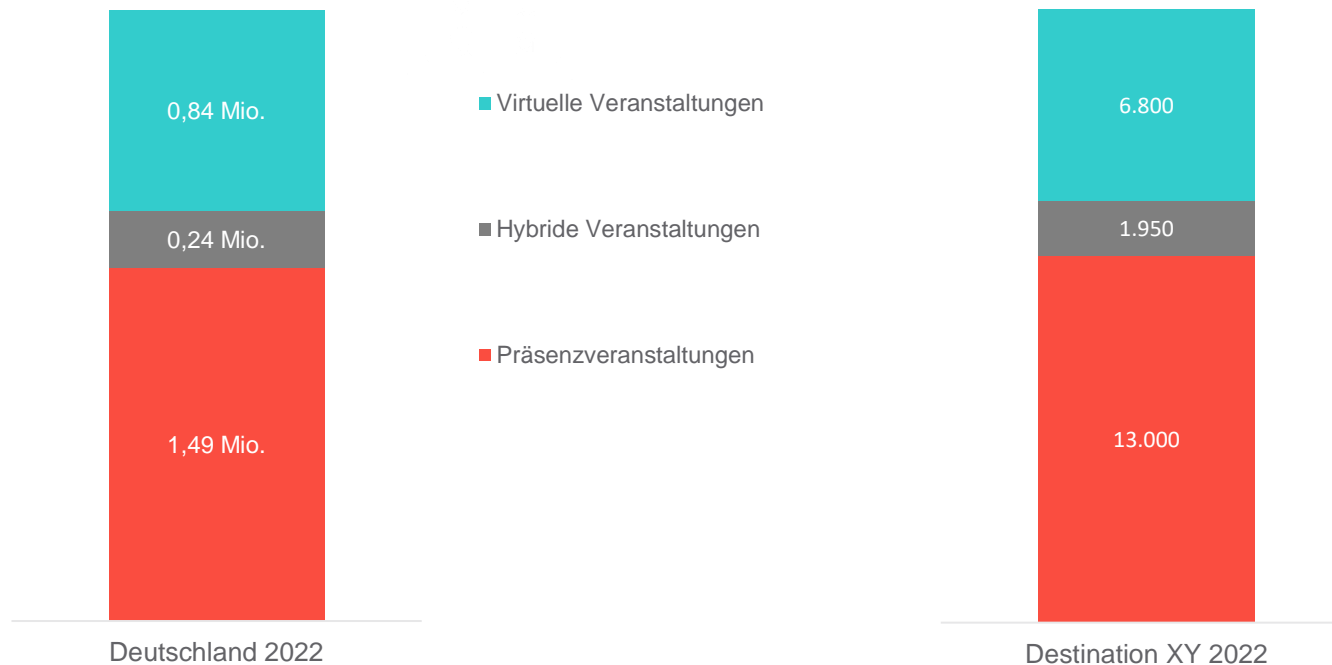 0,84 Mio.
0,24 Mio.
1,49 Mio.
Deutschland 2022
Virtuelle Veranstaltungen
Hybride Veranstaltungen
Präsenzveranstaltungen
6.800
1.950
13.000
Destination XY 2022